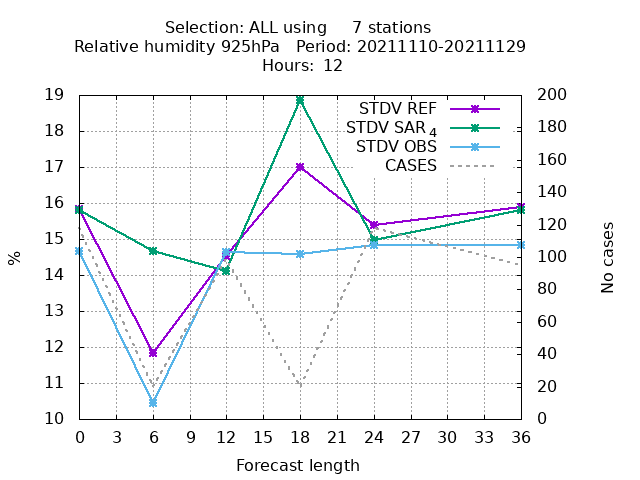 Selection: ALL using     7 stations
Relative humidity 925hPa   Period: 20211110-20211129
Hours:  12
STDV REF
STDV SAR 4
STDV OBS
CASES
19
18
17
16
15
14
13
12
11
10
%
200
180
160
140
120
100
80
60
40
20
0
No cases
0 3 6 9 12 15 18 21 24 27 30 33 36
Forecast length